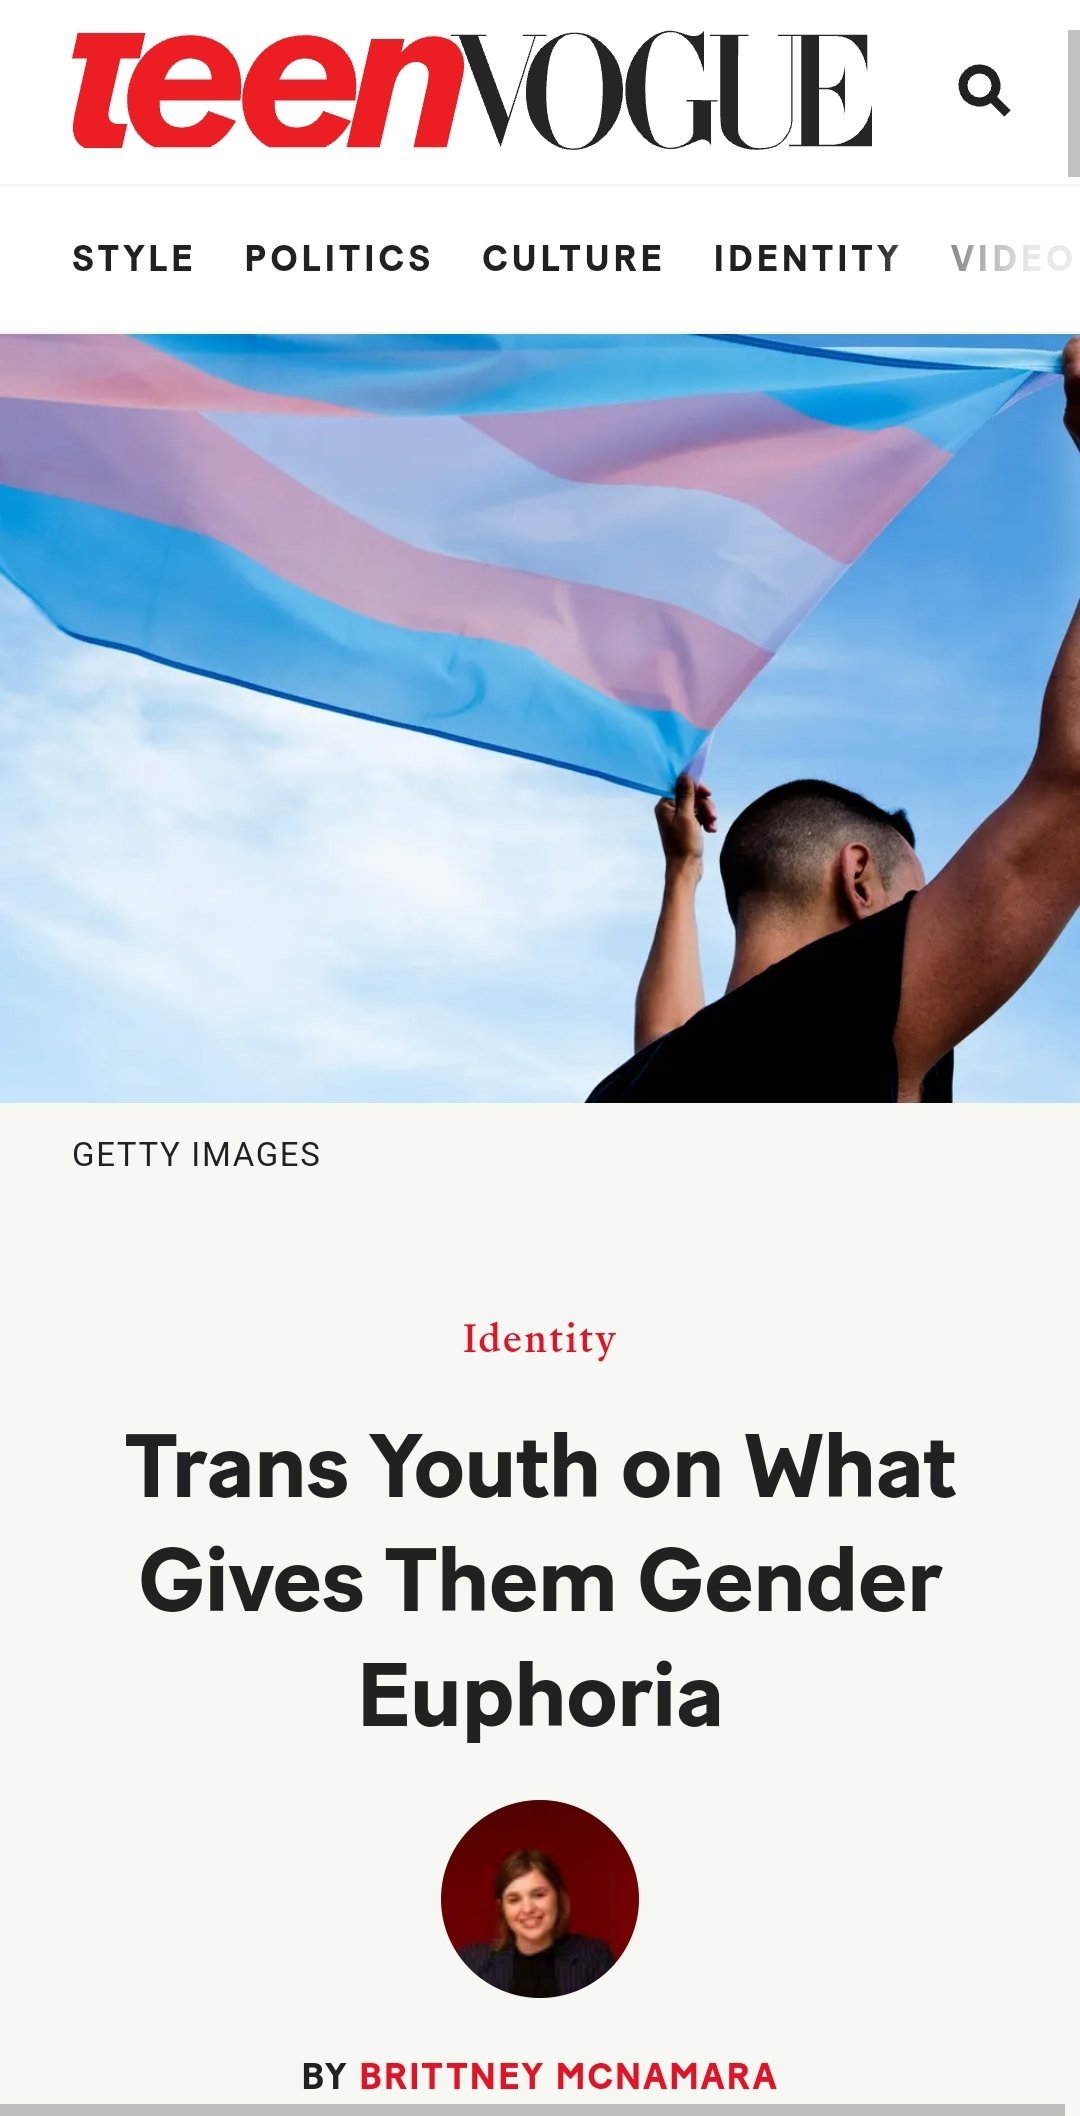 teenVOGUE
STYLE POLITICS CULTURE IDENTITY VIDEO
GETTY IMAGES
Identity
Trans Youth on What
Gives Them Gender
Euphoria
BY BRITTNEY MCNAMARA